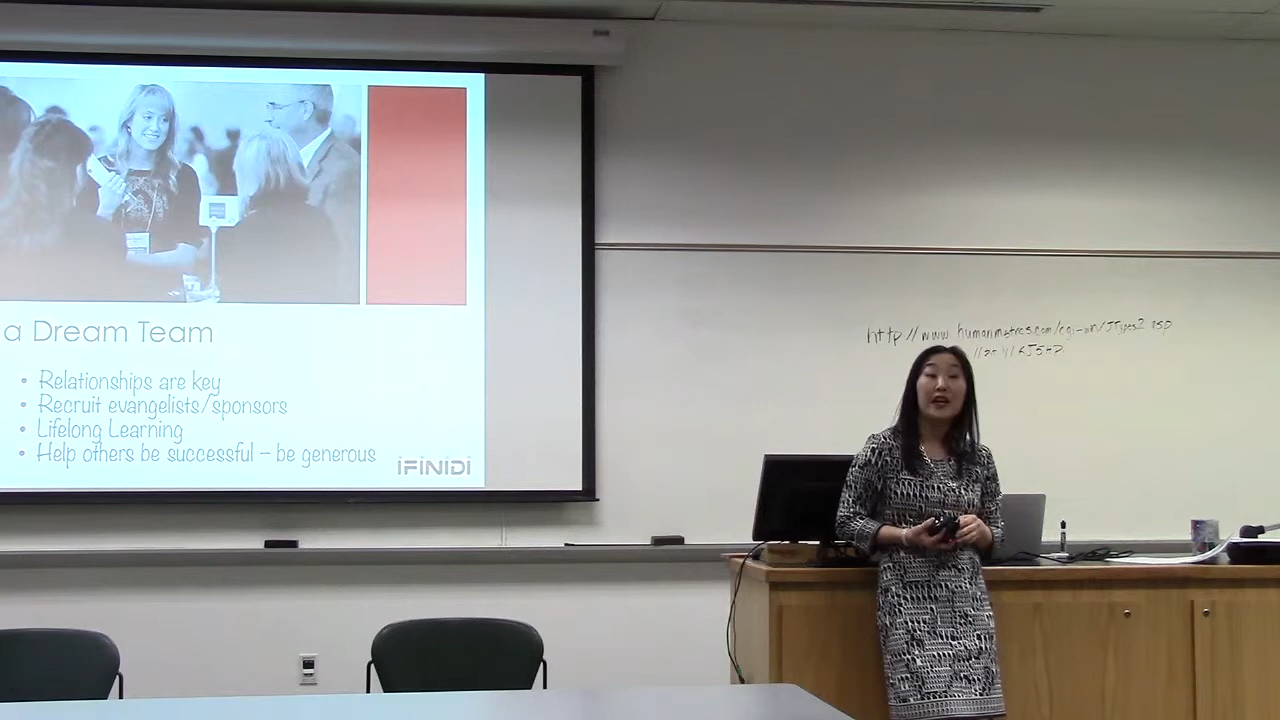 a Dream Team
• Relationships are key
• Recruit evangelists/sponsors
• Lifelong Learning
• Help others be successful – be generous
IFINIDI
http://www.humanmetrics.com/cgi-win/JTypes2.asp